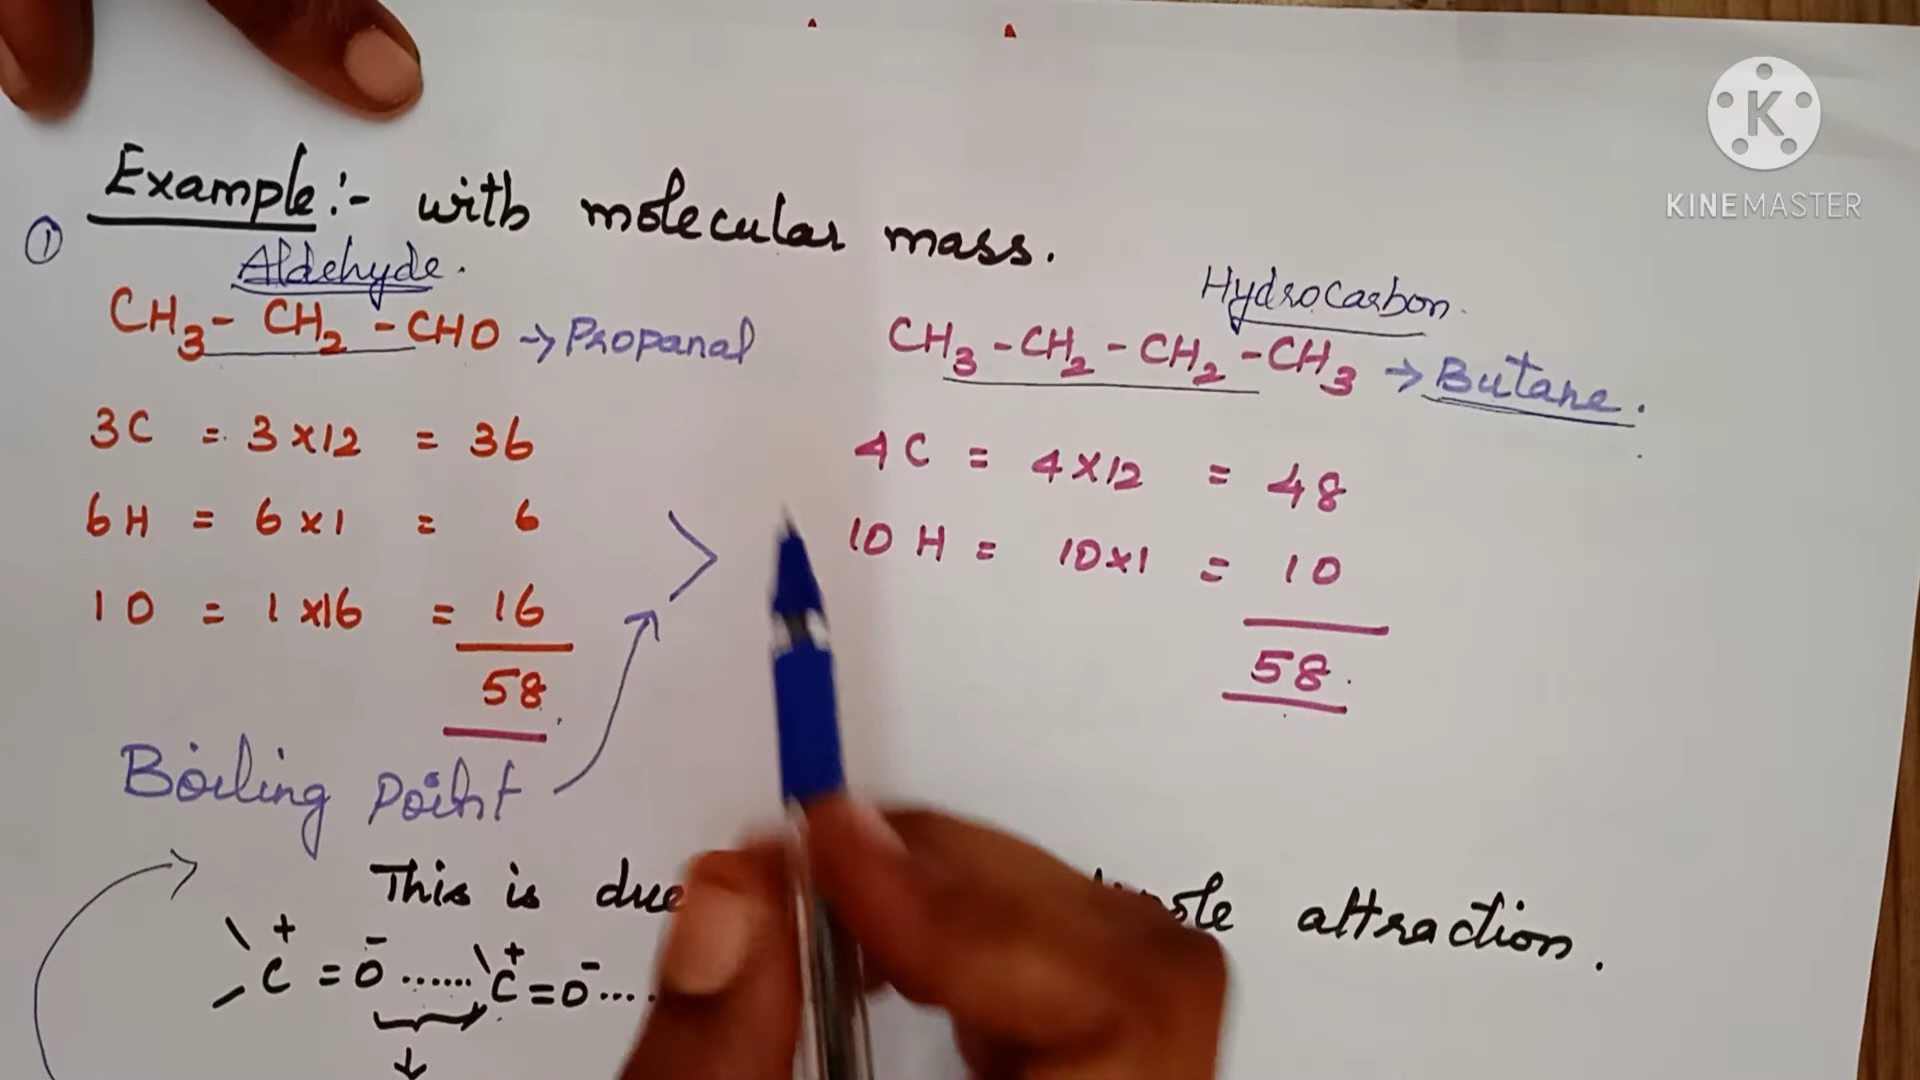 K
KINEMASTER
Example:- with molecular mass.
①
Aldehyde.
CH3- CH2 -CHO → Propanal
3C = 3×12 = 36
6H = 6×1 = 6
1O = 1×16 = 16
58
Hydrocarbon.
CH3-CH2-CH2-CH3 → Butane.
4C = 4×12 = 48
10H = 10×1 = 10
58
>
Boiling point
This is due attraction.
+ - + -
C=O......C=O....